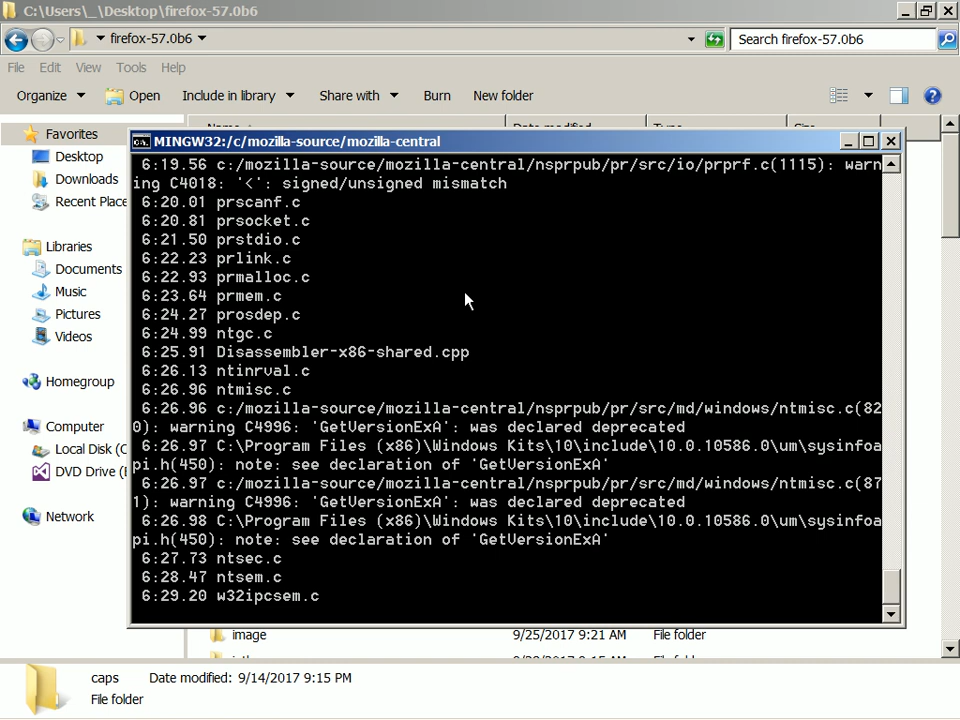 C:\Users\_\Desktop\firefox-57.0b6
firefox-57.0b6
Search firefox-57.0b6
File Edit View Tools Help
Organize Open Include in library Share with Burn New folder
Favorites
Desktop
Downloads
Recent Place
Libraries
Documents
Music
Pictures
Videos
Homegroup
Computer
Local Disk (C
DVD Drive (
Network
MINGW32:/c/mozilla-source/mozilla-central
6:19.56 c:/mozilla-source/mozilla-central/nsprpub/pr/src/io/prprf.c(1115): warn
ing C4018: '<': signed/unsigned mismatch
6:20.01 prscanf.c
6:20.81 prsocket.c
6:21.50 prstdio.c
6:22.23 prlink.c
6:22.93 prmalloc.c
6:23.64 prmem.c
6:24.27 prosdep.c
6:24.99 ntgc.c
6:25.91 Disassembler-x86-shared.cpp
6:26.13 ntinrval.c
6:26.96 ntmisc.c
6:26.96 c:/mozilla-source/mozilla-central/nsprpub/pr/src/md/windows/ntmisc.c(82
0): warning C4996: 'GetVersionExA': was declared deprecated
6:26.97 C:\Program Files (x86)\Windows Kits\10\include\10.0.10586.0\um\sysinfoa
pi.h(450): note: see declaration of 'GetVersionExA'
6:26.97 c:/mozilla-source/mozilla-central/nsprpub/pr/src/md/windows/ntmisc.c(87
1): warning C4996: 'GetVersionExA': was declared deprecated
6:26.98 C:\Program Files (x86)\Windows Kits\10\include\10.0.10586.0\um\sysinfoa
pi.h(450): note: see declaration of 'GetVersionExA'
6:27.73 ntsec.c
6:28.47 ntsem.c
6:29.20 w32ipcsem.c
image 9/25/2017 9:21 AM File folder
caps Date modified: 9/14/2017 9:15 PM
File folder